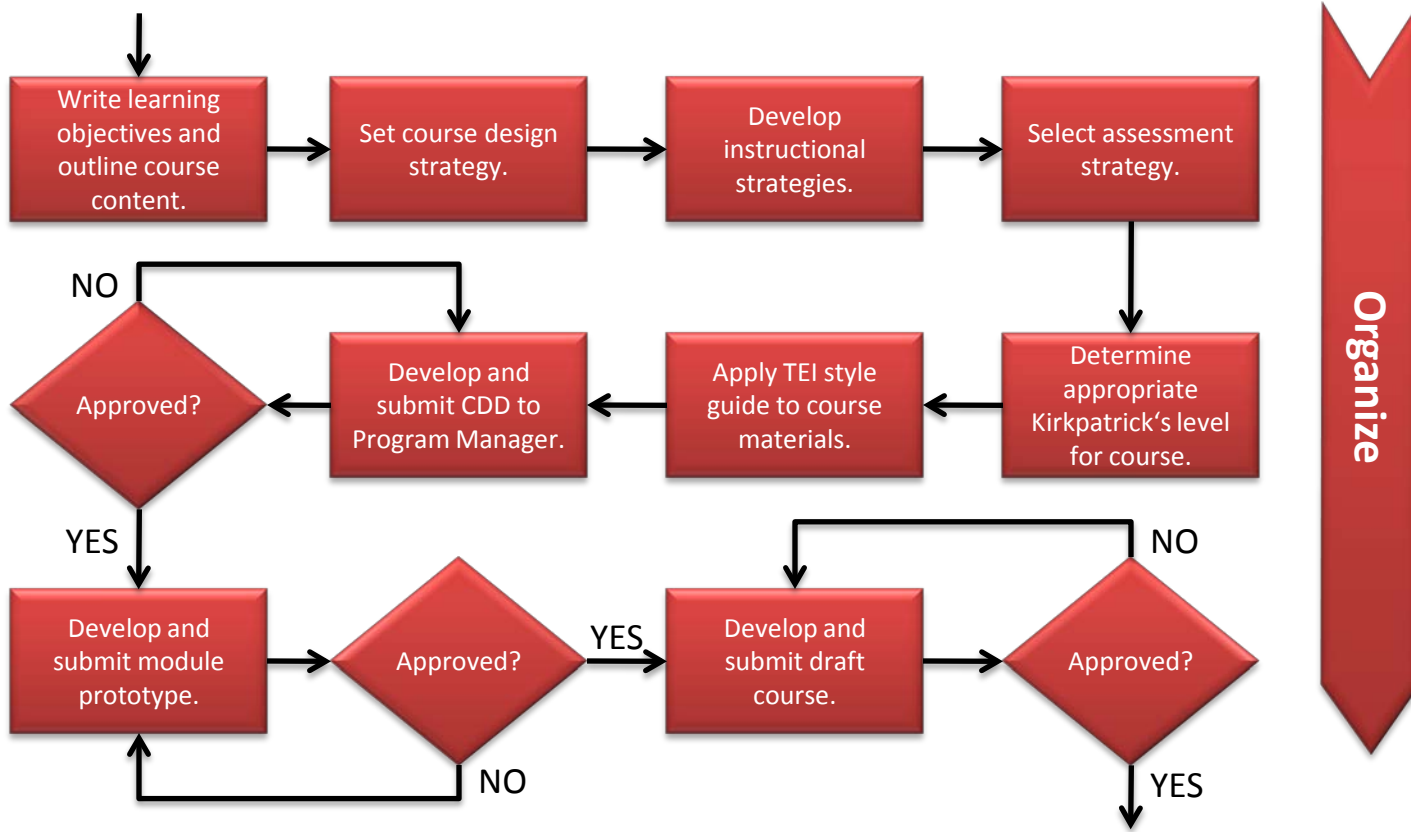 Write learning
objectives and
outline course
content.
Set course design
strategy.
Develop
instructional
strategies.
Select assessment
strategy.
NO
Approved?
Develop and
submit CDD to
Program Manager.
Apply TEI style
guide to course
materials.
Determine
appropriate
Kirkpatrick‘s level
for course.
YES
Develop and
submit module
prototype.
Approved?
NO
YES
Develop and
submit draft
course.
NO
Approved?
YES
Organize